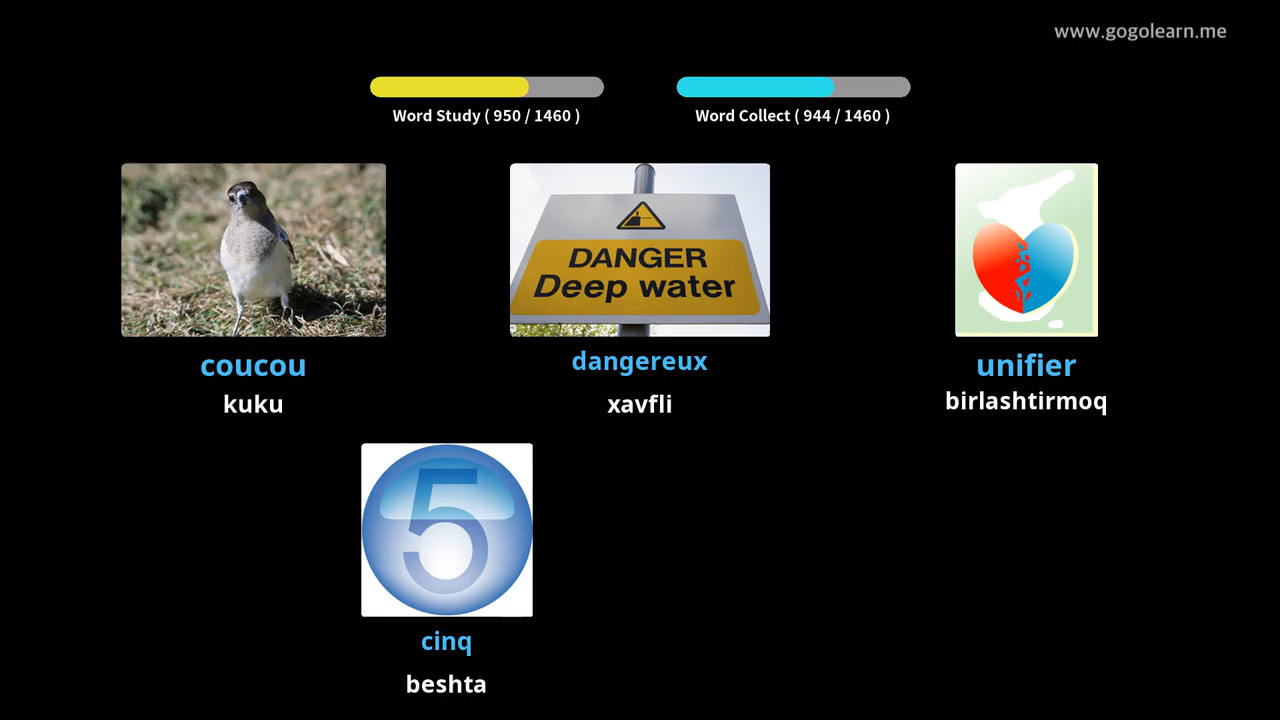 www.gogolearn.me
Word Study ( 950 / 1460 )
Word Collect ( 944 / 1460 )
DANGER
Deep water
coucou
dangereux
unifier
kuku
xavfli
birlashtirmoq
5
cinq
beshta